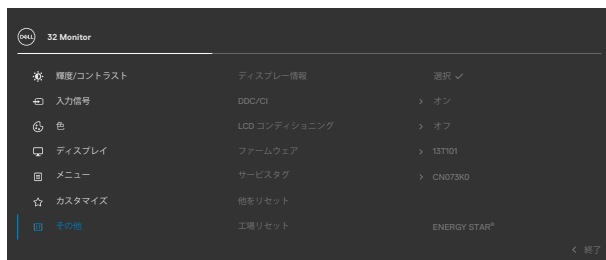 DELL 32 Monitor
輝度/コントラスト ディスプレー情報 選択 ✓
入力信号 DDC/CI > オン
色 LCD コンディショニング > オフ
ディスプレイ ファームウェア > 13T101
メニュー サービスタグ > CN073K0
カスタマイズ 他をリセット
その他 工場リセット ENERGY STAR®
< 終了